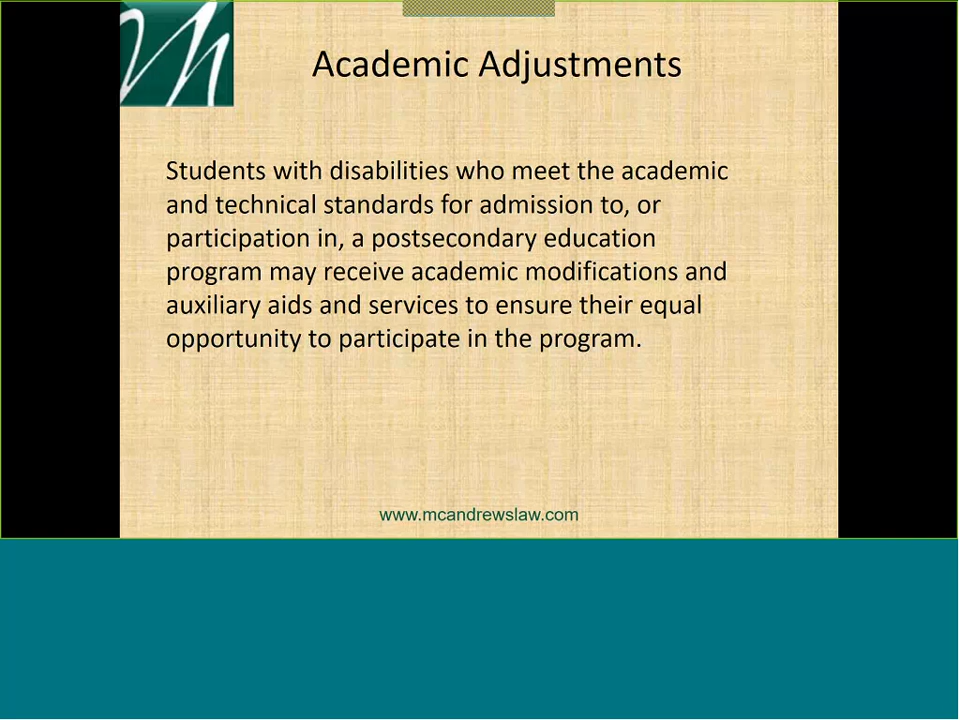 Academic Adjustments
Students with disabilities who meet the academic
and technical standards for admission to, or
participation in, a postsecondary education
program may receive academic modifications and
auxiliary aids and services to ensure their equal
opportunity to participate in the program.
www.mcandrewslaw.com